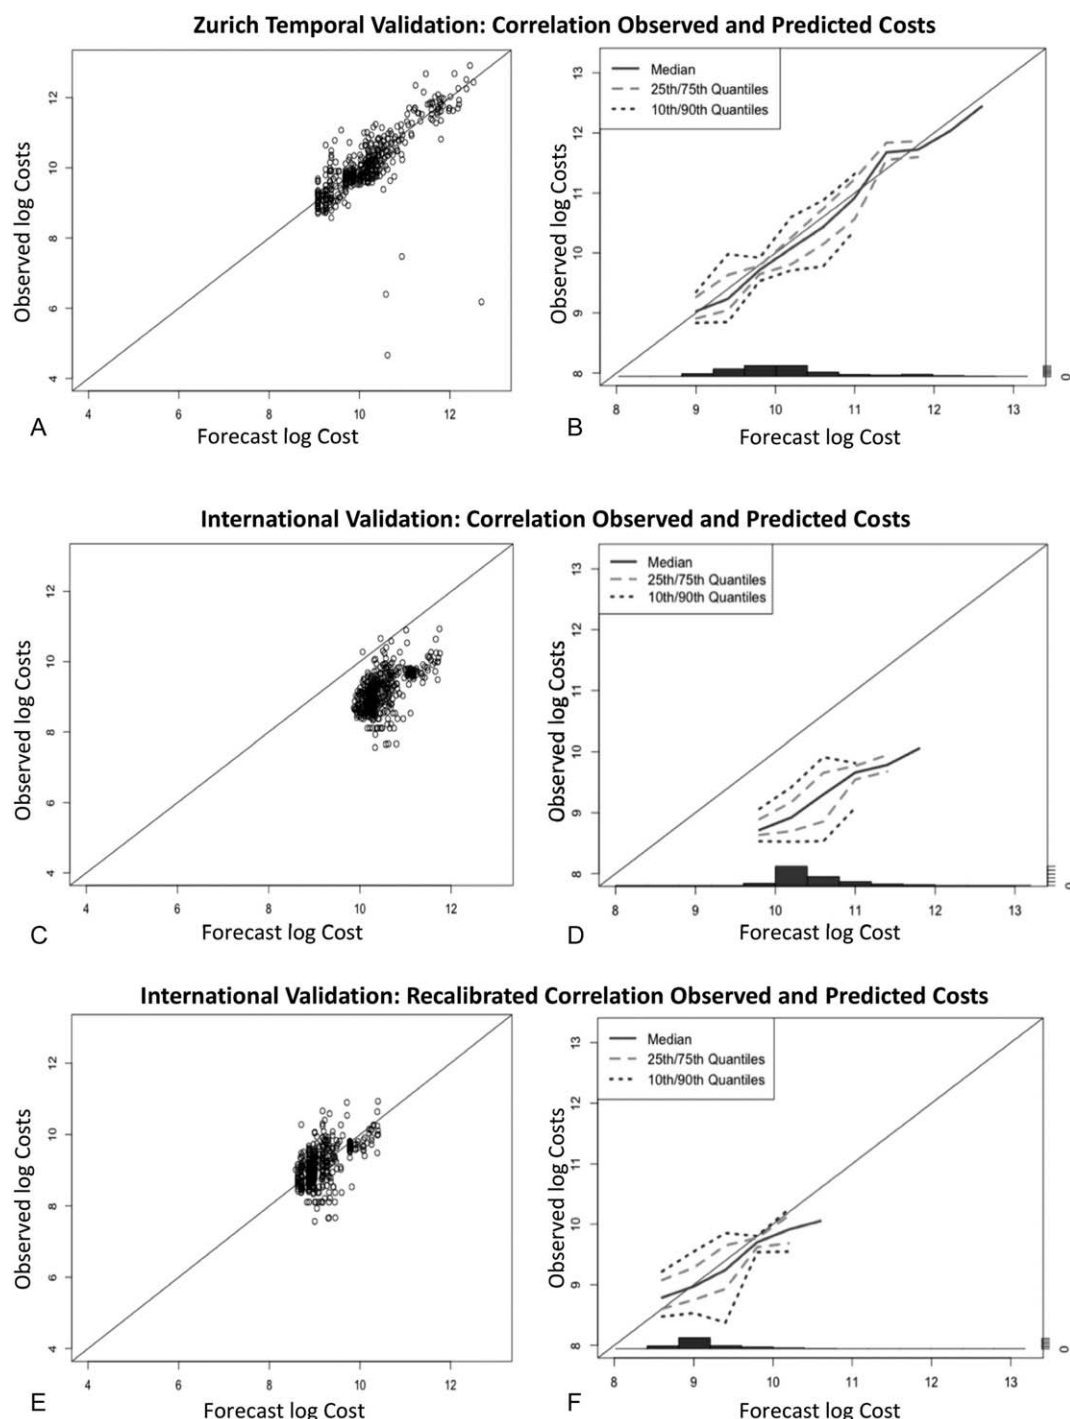 Zurich Temporal Validation: Correlation Observed and Predicted Costs
Observed log Costs
12
10
8
6
4
4 6 8 10 12
Forecast log Cost
A
Median
25th/75th Quantiles
10th/90th Quantiles
Observed log Costs
13
12
11
10
9
8
0
8 9 10 11 12 13
Forecast log Cost
B
International Validation: Correlation Observed and Predicted Costs
Observed log Costs
12
10
8
6
4
4 6 8 10 12
Forecast log Cost
C
Median
25th/75th Quantiles
10th/90th Quantiles
Observed log Costs
13
12
11
10
9
8
0
8 9 10 11 12 13
Forecast log Cost
D
International Validation: Recalibrated Correlation Observed and Predicted Costs
Observed log Costs
12
10
8
6
4
4 6 8 10 12
Forecast log Cost
E
Median
25th/75th Quantiles
10th/90th Quantiles
Observed log Costs
13
12
11
10
9
8
0
8 9 10 11 12 13
Forecast log Cost
F